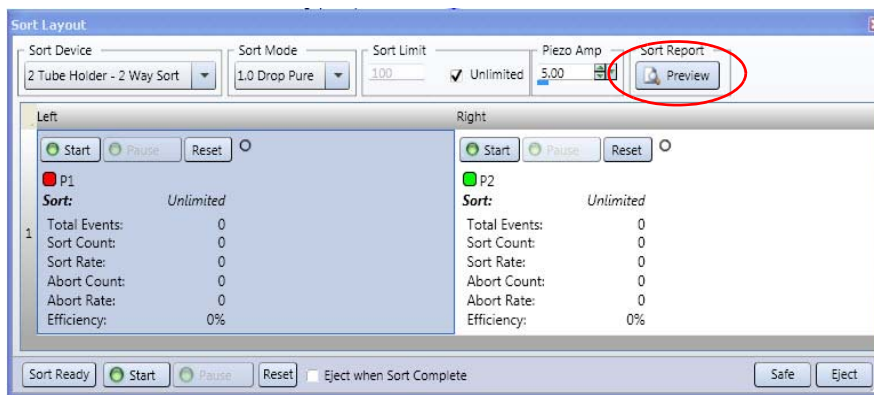 Sort Layout
Sort Device Sort Mode Sort Limit Piezo Amp Sort Report
2 Tube Holder - 2 Way Sort 1.0 Drop Pure 100 Unlimited 5.00 Preview
Left Right
Start Pause Reset Start Pause Reset
P1 P2
Sort: Unlimited Sort: Unlimited
Total Events: 0 Total Events: 0
1
Sort Count: 0 Sort Count: 0
Sort Rate: 0 Sort Rate: 0
Abort Count: 0 Abort Count: 0
Abort Rate: 0 Abort Rate: 0
Efficiency: 0% Efficiency: 0%
Sort Ready Start Pause Reset Eject when Sort Complete Safe Eject